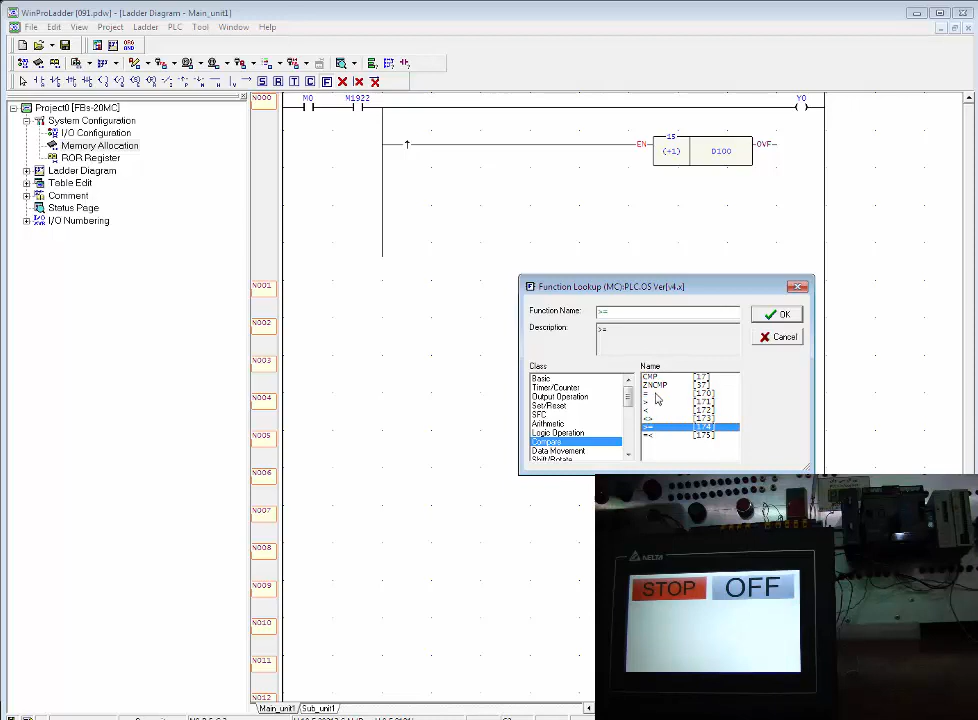 WinProLadder [091.pdw] - [Ladder Diagram - Main_unit1]
File Edit View Project Ladder PLC Tool Window Help
Project0 [FBs-20MC]
System Configuration
I/O Configuration
Memory Allocation
ROR Register
Ladder Diagram
Table Edit
Comment
Status Page
I/O Numbering
N000
M0 M1922 Y0
15
EN (+1) D100 OVF
N001
N002
N003
N004
N005
N006
N007
N008
N009
N010
N011
N012
Function Lookup (MC):PLC.OS Ver[v4.x]
Function Name: >=
OK
Description: >=
Cancel
Class
Basic
Timer/Counter
Output Operation
Set/Reset
SFC
Arithmetic
Logic Operation
Compare
Data Movement
Shift/Rotate
Name
CMP [17]
ZNCMP [37]
= [170]
> [171]
< [172]
<> [173]
>= [174]
=< [175]
Main_unit1 Sub_unit1
DELTA
STOP OFF